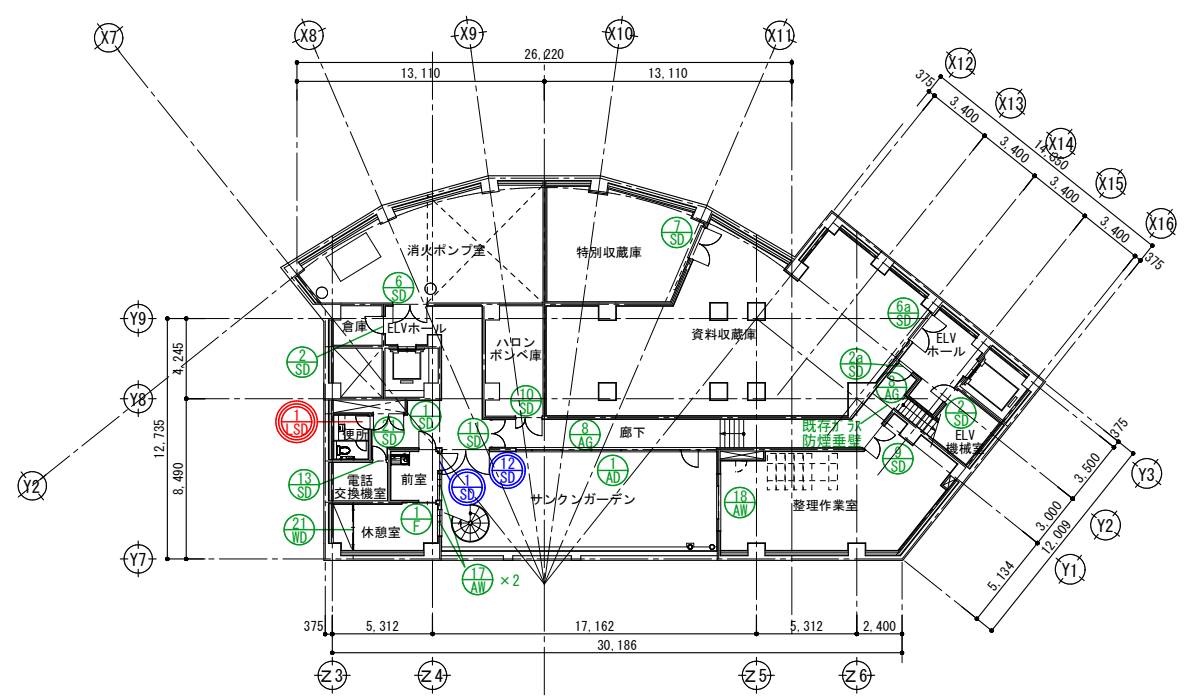 X7
X8
X9
X10
X11
X12
X13
X14
X15
X16
26,220
13,110
13,110
375
3,400
3,400
14,350
3,400
3,400
375
消火ポンプ室
特別収蔵庫
7
SD
6
SD
Y9
倉庫
ELVホール
ハロン
ボンベ庫
資料収蔵庫
6a
SD
ELV
ホール
2
SD
2a
SD
8
AG
4,245
12,735
Y8
10
SD
1
LSD
便所
2
SD
1
SD
11
SD
8
AG
廊下
既存ガラス
防煙垂壁
2
SD
ELV
機械室
9
SD
375
Y3
Y2
8,490
13
SD
電話
交換機室
前室
1
SD
12
SD
1
AD
サンクンガーデン
18
AW
整理作業室
3,500
3,000
12,009
Y2
21
WD
休憩室
1
F
Y7
17
AW
×2
5,134
Y1
375
5,312
17,162
5,312
2,400
30,186
Z3
Z4
Z5
Z6